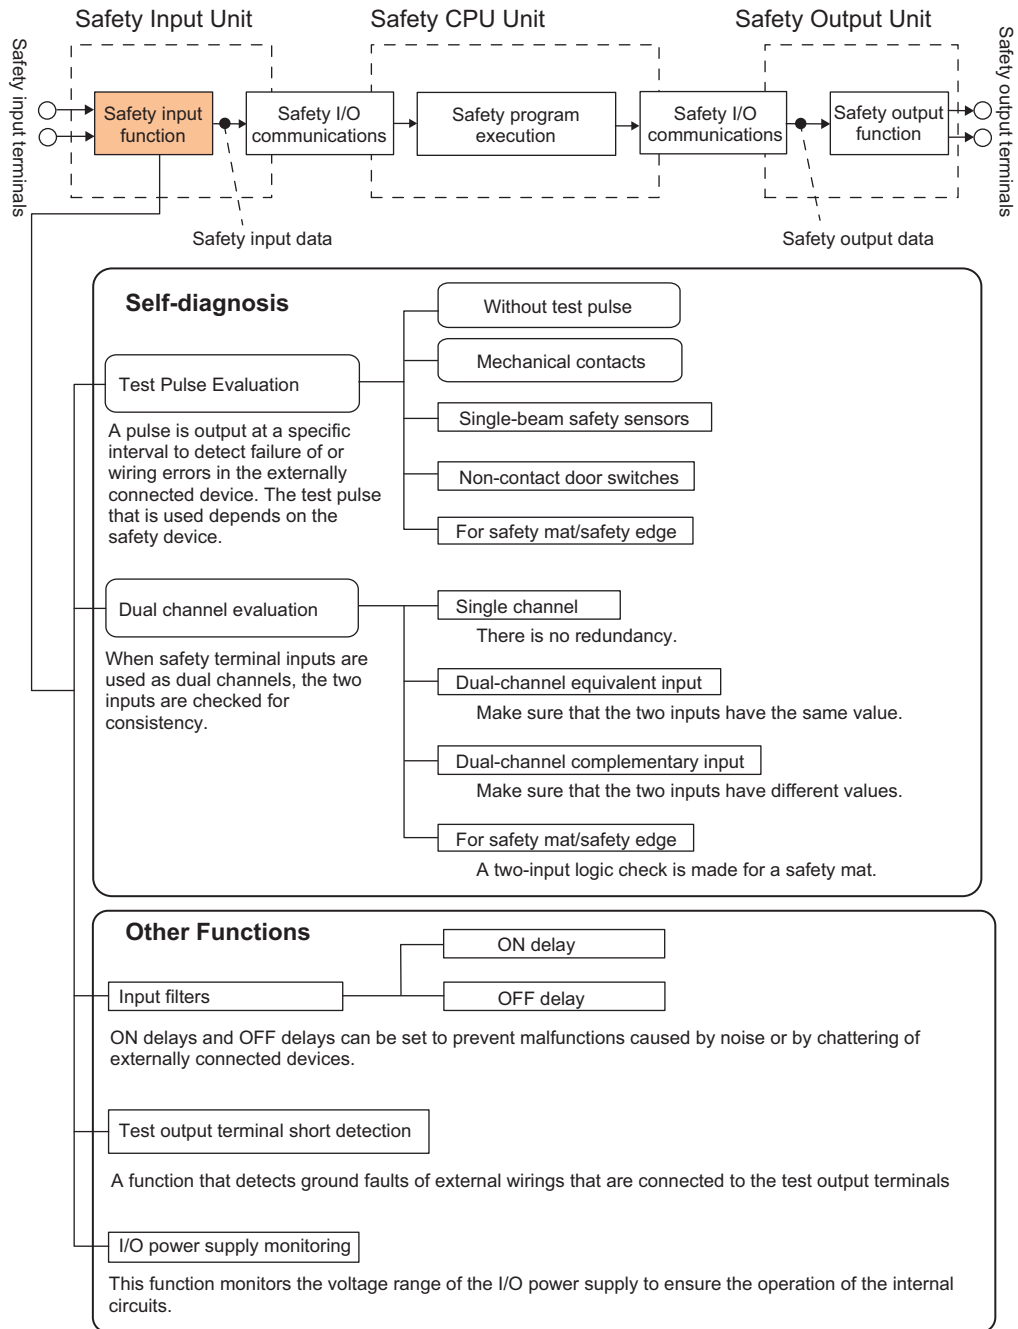 Safety Input Unit
Safety CPU Unit
Safety Output Unit
Safety input terminals
Safety input
function
Safety I/O
communications
Safety program
execution
Safety I/O
communications
Safety output
function
Safety output terminals
Safety input data
Safety output data
Self-diagnosis
Without test pulse
Mechanical contacts
Test Pulse Evaluation
Single-beam safety sensors
A pulse is output at a specific
interval to detect failure of or
wiring errors in the externally
connected device. The test pulse
that is used depends on the
safety device.
Non-contact door switches
For safety mat/safety edge
Dual channel evaluation
Single channel
There is no redundancy.
When safety terminal inputs are
used as dual channels, the two
inputs are checked for
consistency.
Dual-channel equivalent input
Make sure that the two inputs have the same value.
Dual-channel complementary input
Make sure that the two inputs have different values.
For safety mat/safety edge
A two-input logic check is made for a safety mat.
Other Functions
ON delay
Input filters
OFF delay
ON delays and OFF delays can be set to prevent malfunctions caused by noise or by chattering of
externally connected devices.
Test output terminal short detection
A function that detects ground faults of external wirings that are connected to the test output terminals
I/O power supply monitoring
This function monitors the voltage range of the I/O power supply to ensure the operation of the internal
circuits.